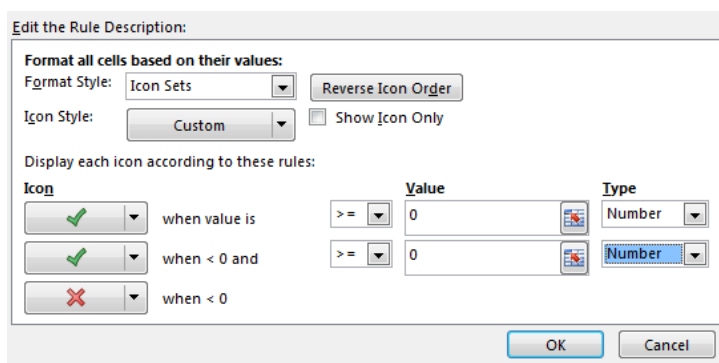 Edit the Rule Description:
Format all cells based on their values:
Format Style: Icon Sets Reverse Icon Order
Icon Style: Custom Show Icon Only
Display each icon according to these rules:
Icon Value Type
when value is >= 0 Number
when < 0 and >= 0 Number
when < 0
OK Cancel